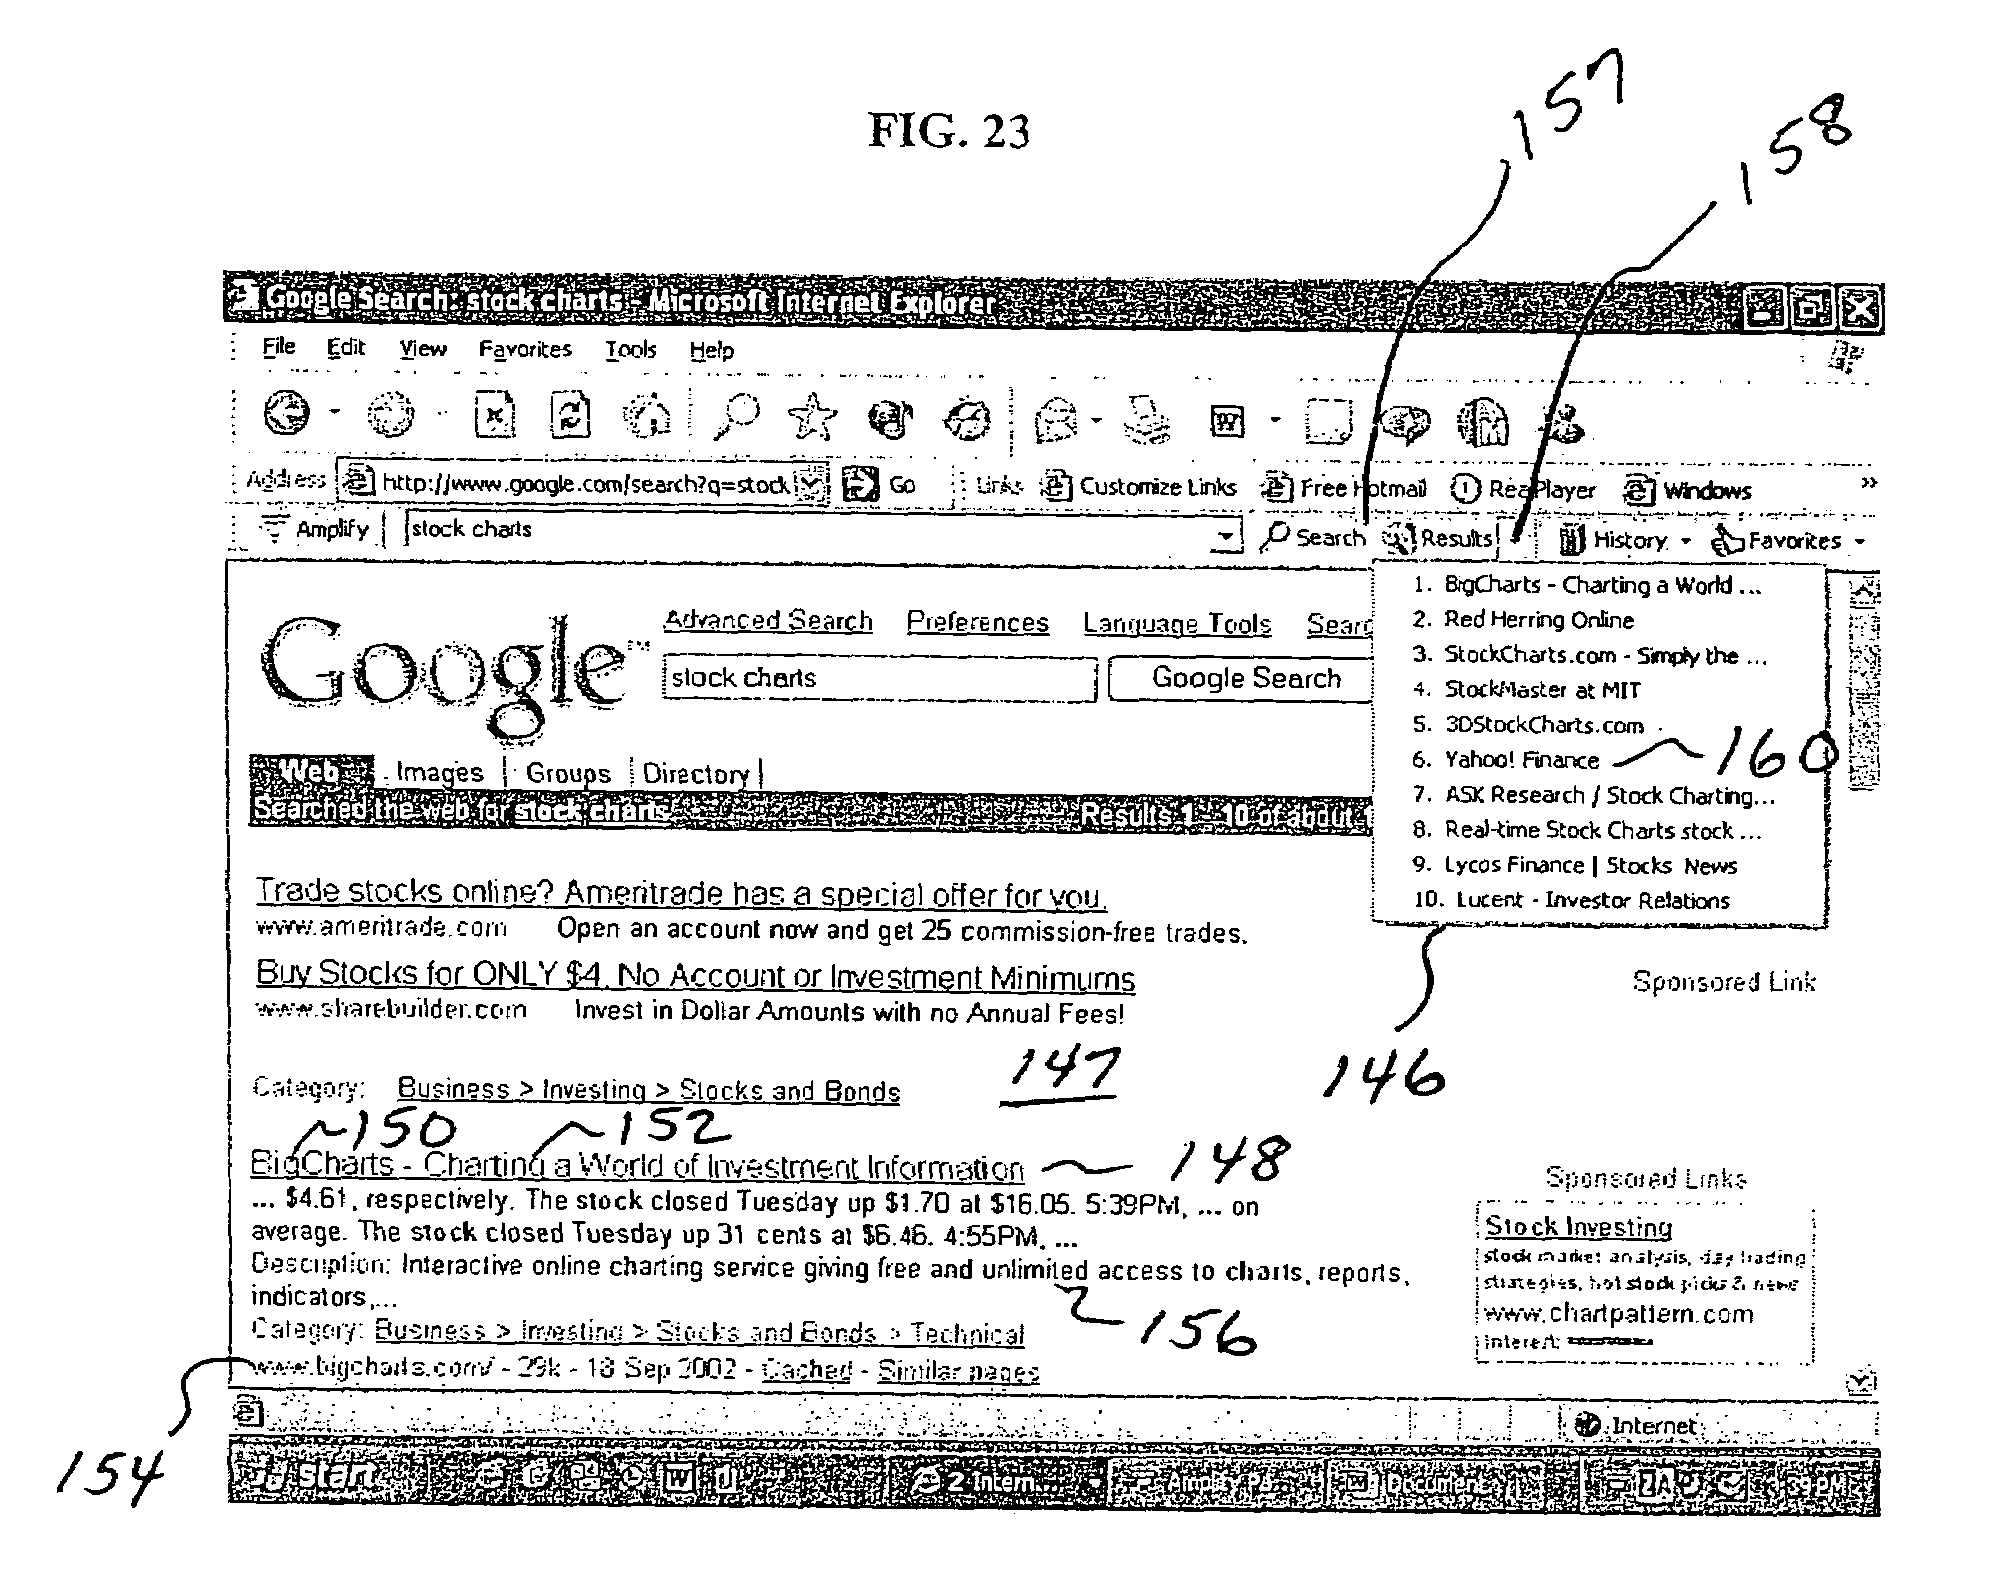 157
158
FIG. 23
Google Search: stock charts - Microsoft Internet Explorer
File Edit View Favorites Tools Help
Address http://www.google.com/search?q=stock Go Links Customize Links Free Hotmail RealPlayer Windows »
Amplify stock charts Search Results History Favorites
1. BigCharts - Charting a World ...
2. Red Herring Online
3. StockCharts.com - Simply the ...
4. StockMaster at MIT
5. 3DStockCharts.com
6. Yahoo! Finance 160
7. ASK Research / Stock Charting...
8. Real-time Stock Charts stock ...
9. Lycos Finance | Stocks News
10. Lucent - Investor Relations
146
Google™
Advanced Search Preferences Language Tools Searc
stock charts Google Search
Web Images Groups Directory
Searched the web for stock charts Results 1 - 10 of about 1
Trade stocks online? Ameritrade has a special offer for you.
www.ameritrade.com Open an account now and get 25 commission-free trades.
Buy Stocks for ONLY $4. No Account or Investment Minimums
www.sharebuilder.com Invest in Dollar Amounts with no Annual Fees!
Sponsored Link
147
Category: Business > Investing > Stocks and Bonds
150 152
BigCharts - Charting a World of Investment Information 148
... $4.61, respectively. The stock closed Tuesday up $1.70 at $16.05. 5:39PM, ... on
average. The stock closed Tuesday up 31 cents at $6.46. 4:55PM, ...
Description: Interactive online charting service giving free and unlimited access to charts, reports,
indicators,...
156
Category: Business > Investing > Stocks and Bonds > Technical
www.bigcharts.com/ - 29k - 18 Sep 2002 - Cached - Similar pages
154
Sponsored Links
Stock Investing
stock market analysis, day trading
strategies, hot stock picks & news
www.chartpattern.com
Interest:
Internet
start 2 Intern... Amplify Po... Document